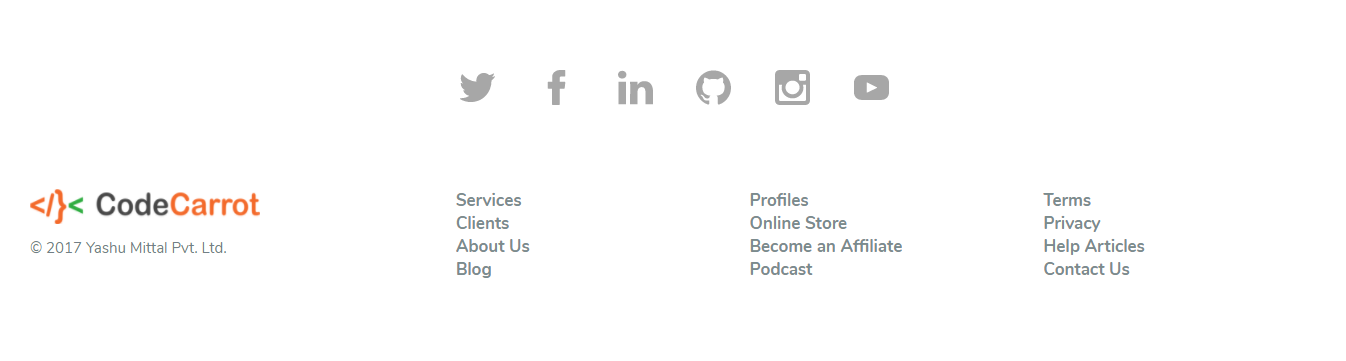 </}< CodeCarrot
© 2017 Yashu Mittal Pvt. Ltd.
Services
Clients
About Us
Blog
Profiles
Online Store
Become an Affiliate
Podcast
Terms
Privacy
Help Articles
Contact Us